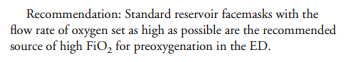 Recommendation: Standard reservoir facemasks with the
flow rate of oxygen set as high as possible are the recommended
source of high FiO₂ for preoxygenation in the ED.